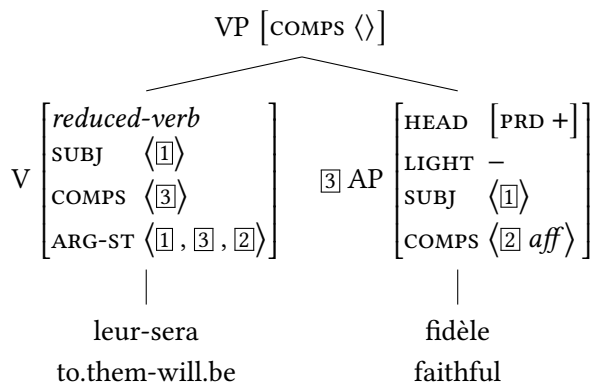 VP [COMPS ⟨⟩]
V [reduced-verb
SUBJ ⟨1⟩
COMPS ⟨3⟩
ARG-ST ⟨1 , 3 , 2⟩]
3 AP [HEAD [PRD +]
LIGHT −
SUBJ ⟨1⟩
COMPS ⟨2 aff⟩]
leur-sera
to.them-will.be
fidèle
faithful